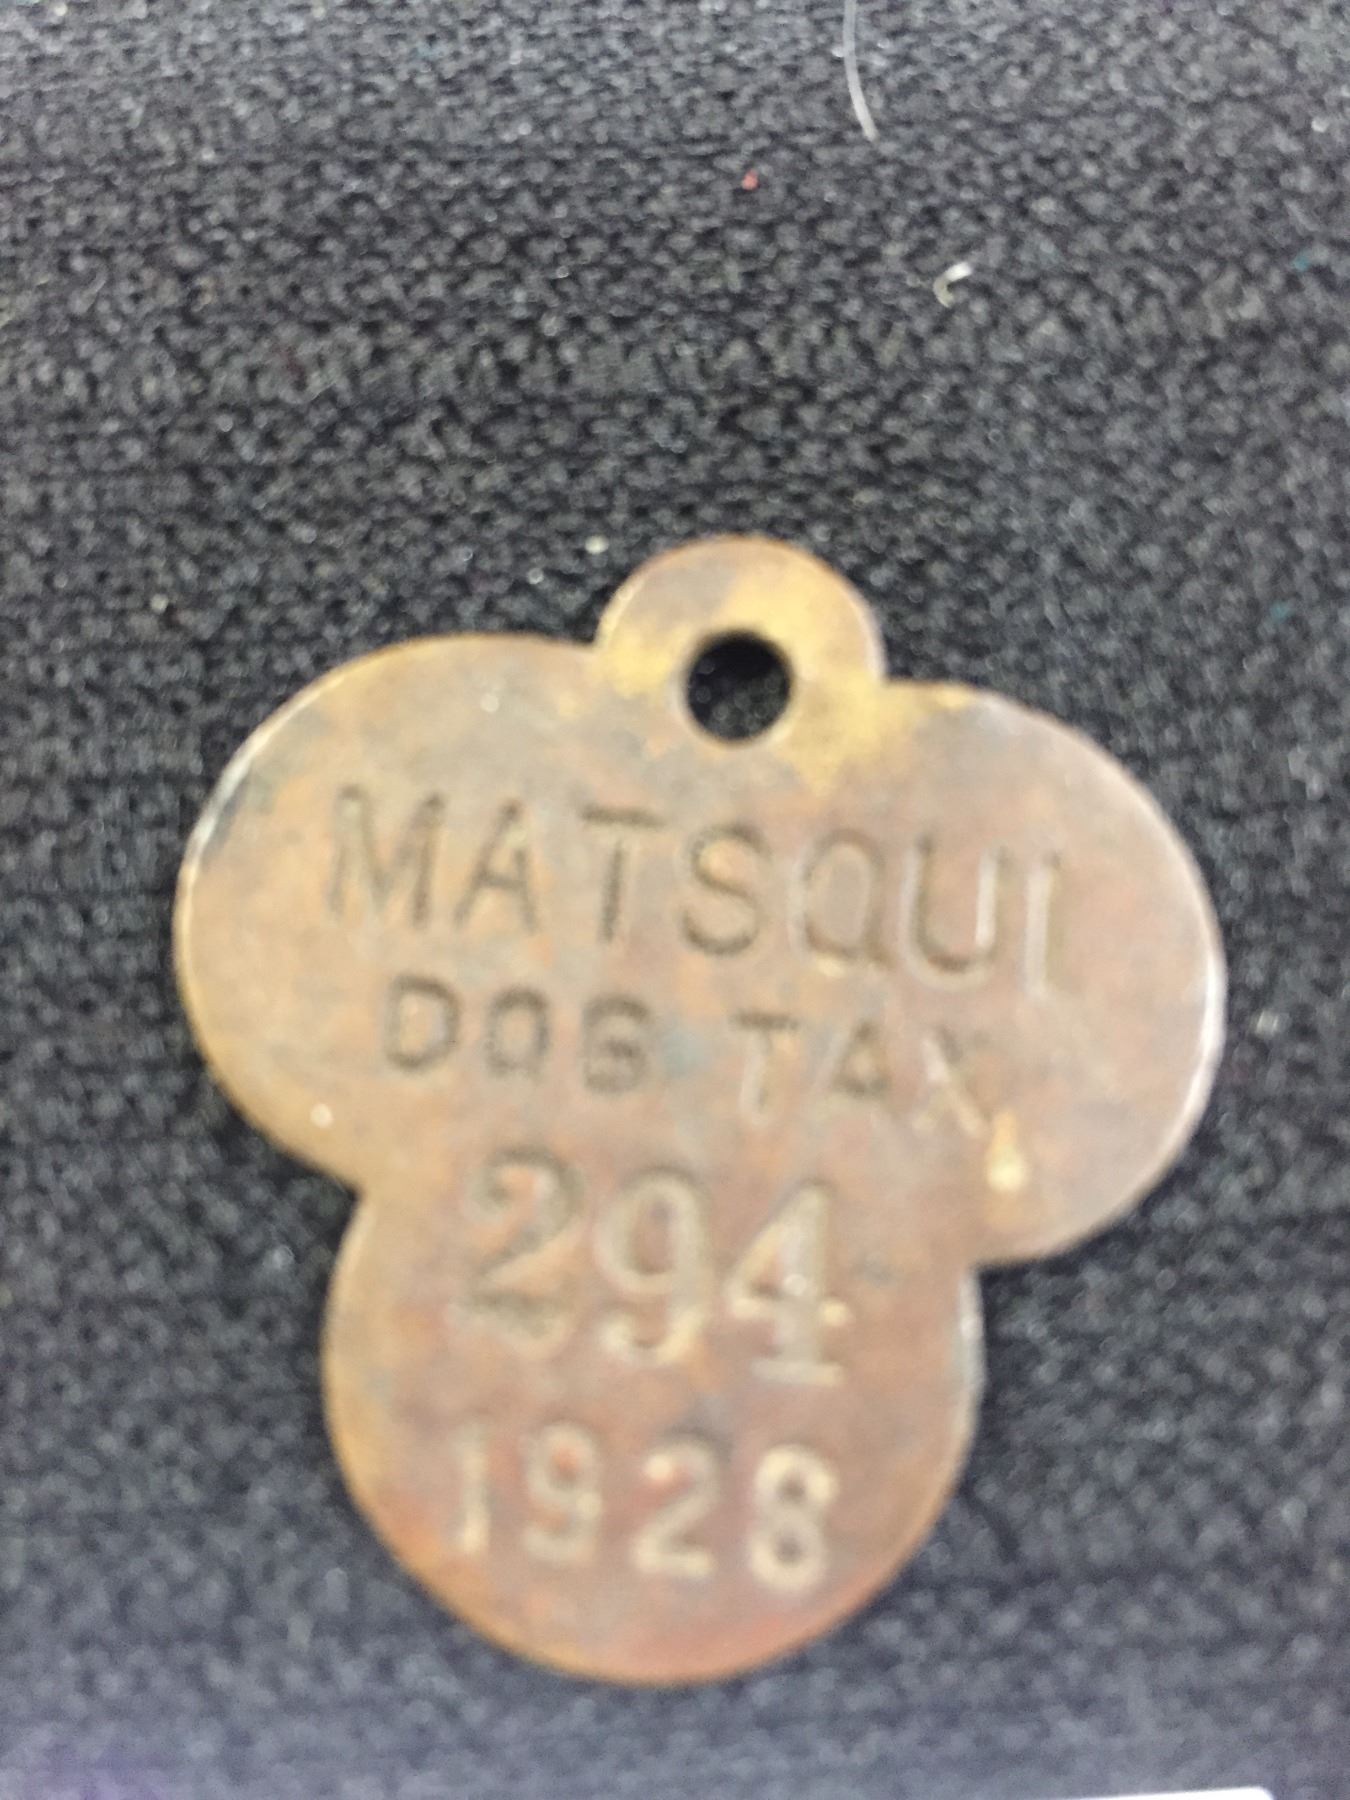 MATSQUI
DOG TAX
294
1928